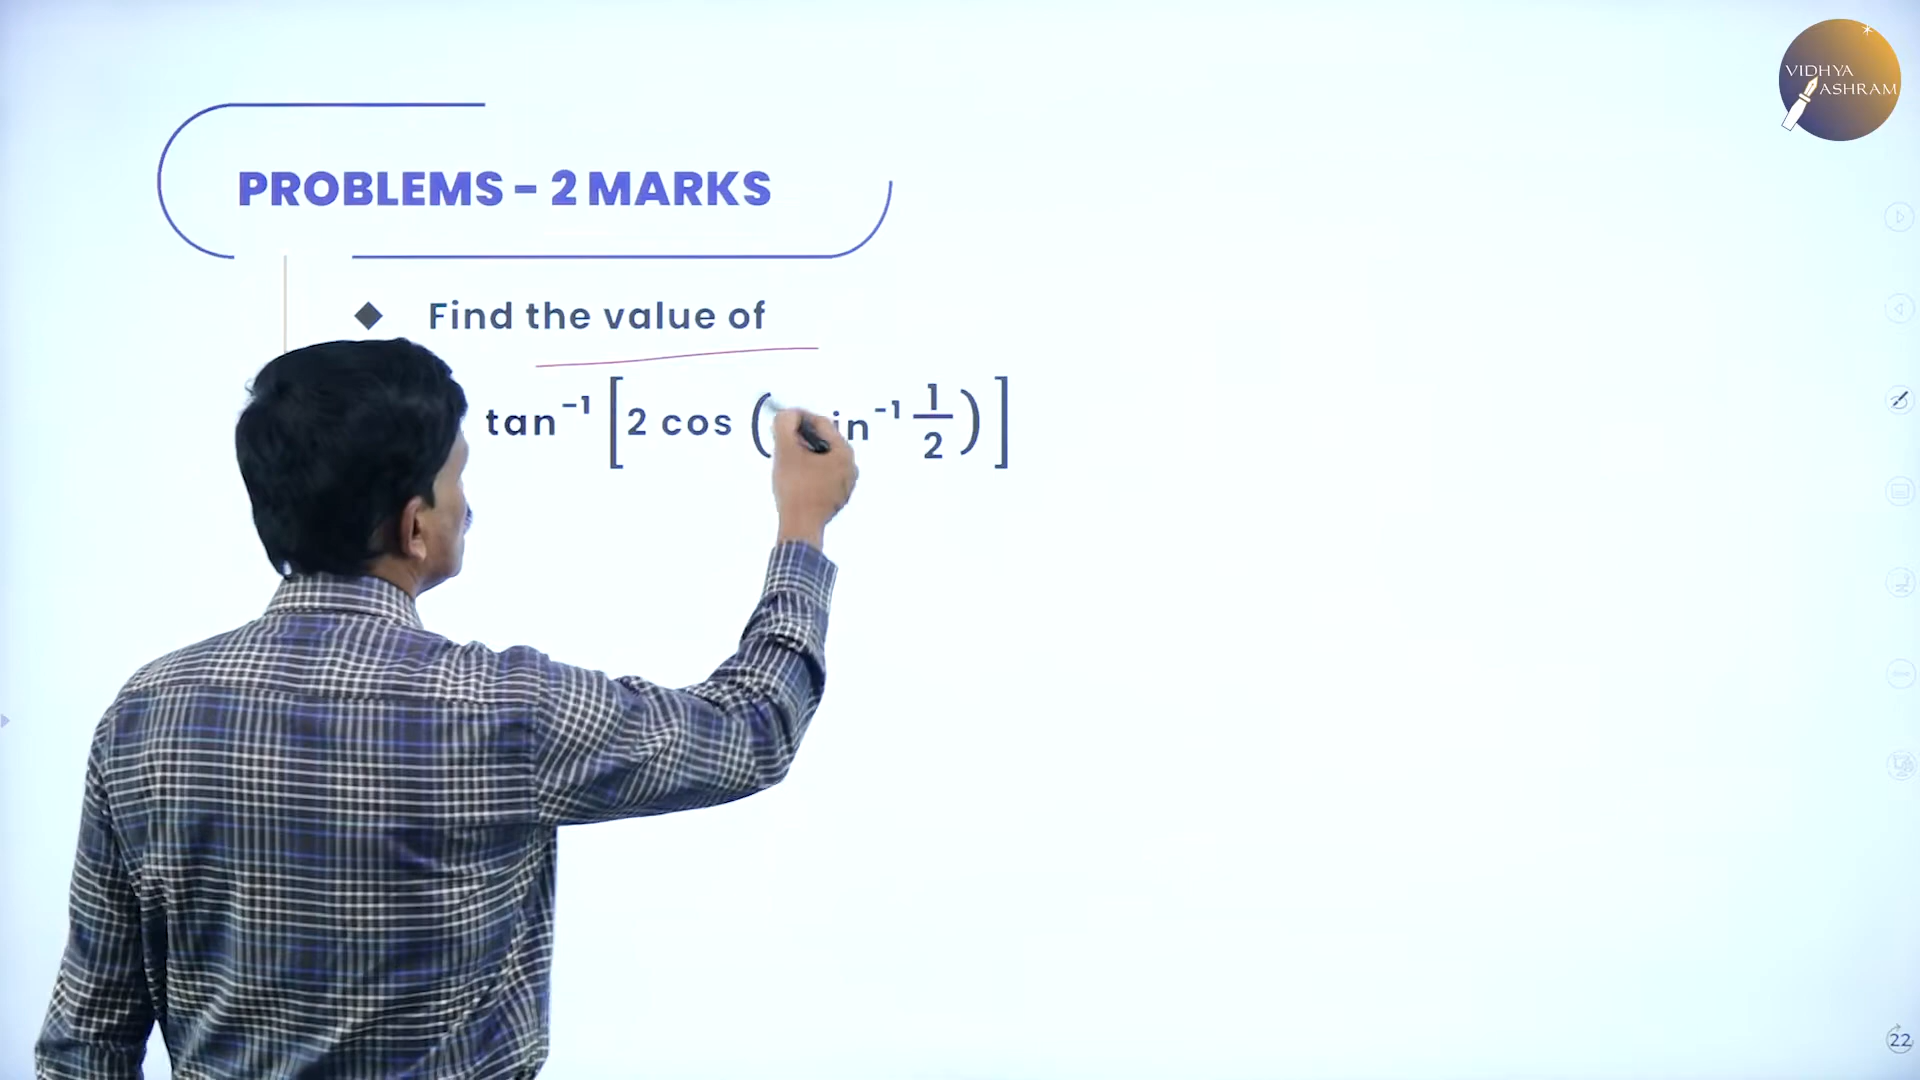 VIDHYA
ASHRAM
PROBLEMS - 2 MARKS
Find the value of
tan⁻¹ [2 cos ( in⁻¹ 1/2)]
22